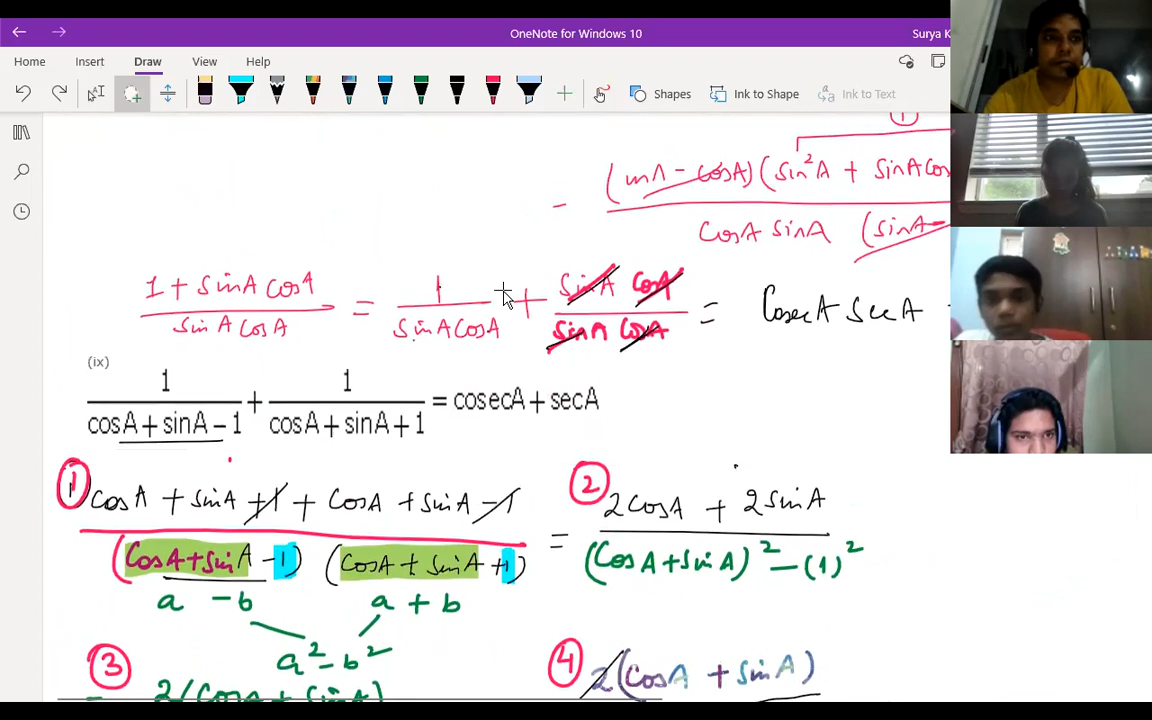 OneNote for Windows 10
Surya K
Home Insert Draw View Help
Shapes Ink to Shape Ink to Text
1
(sin²A + SinA Cos
CosA SinA (SinA-
1 + sinA cosA / sinA cosA = 1 / sinA cosA + sinA cosA / sinA cosA = CosecA SecA
(ix)
1 / cosA + sinA − 1 + 1 / cosA + sinA + 1 = cosecA + secA
① CosA + sinA + 1 + CosA + sinA − 1 / (CosA + sinA − 1) (CosA + sinA + 1)
a − b a + b
a² − b²
② = 2CosA + 2sinA / (CosA + sinA)² − (1)²
③ = 2(CosA + sinA)
④ 2(CosA + sinA)